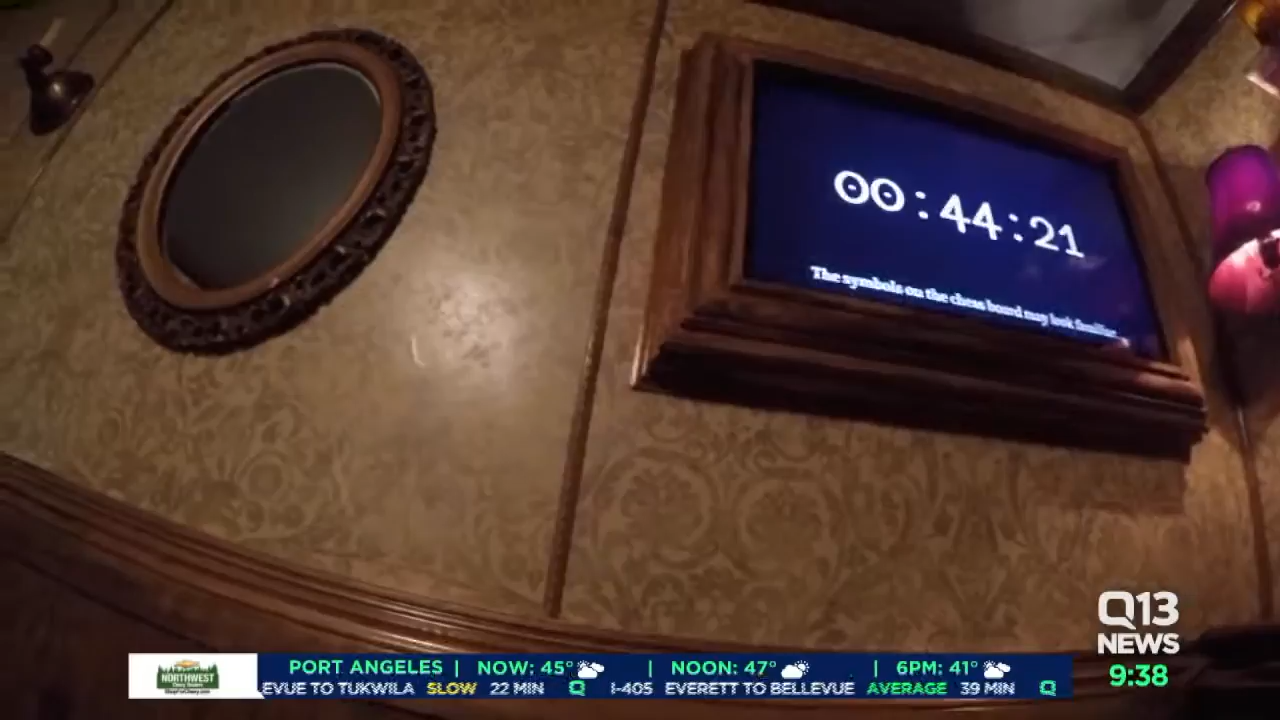 00:44:21
The symbols on the chess board may look familiar...
Q13
NEWS
9:38
NORTHWEST
PORT ANGELES | NOW: 45° | NOON: 47° | 6PM: 41°
EVUE TO TUKWILA SLOW 22 MIN Q I-405 EVERETT TO BELLEVUE AVERAGE 39 MIN Q